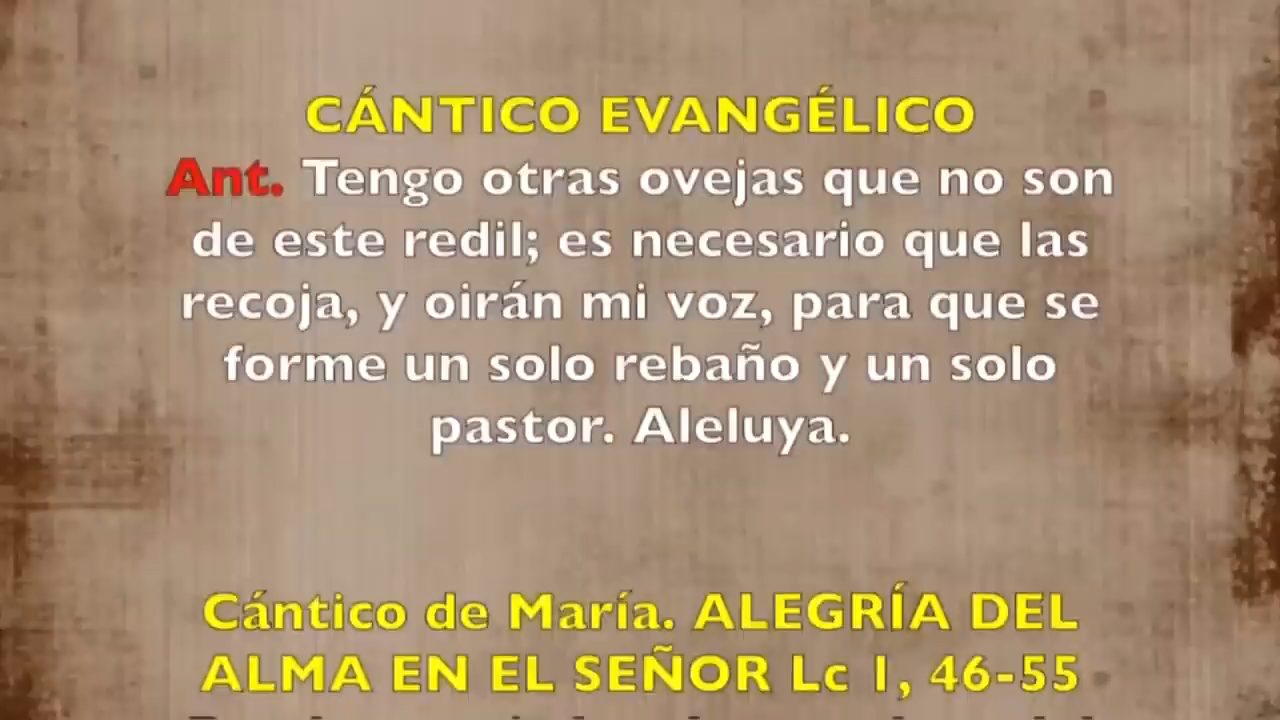 CÁNTICO EVANGÉLICO
Ant. Tengo otras ovejas que no son
de este redil; es necesario que las
recoja, y oirán mi voz, para que se
forme un solo rebaño y un solo
pastor. Aleluya.
Cántico de María. ALEGRÍA DEL
ALMA EN EL SEÑOR Lc 1, 46-55